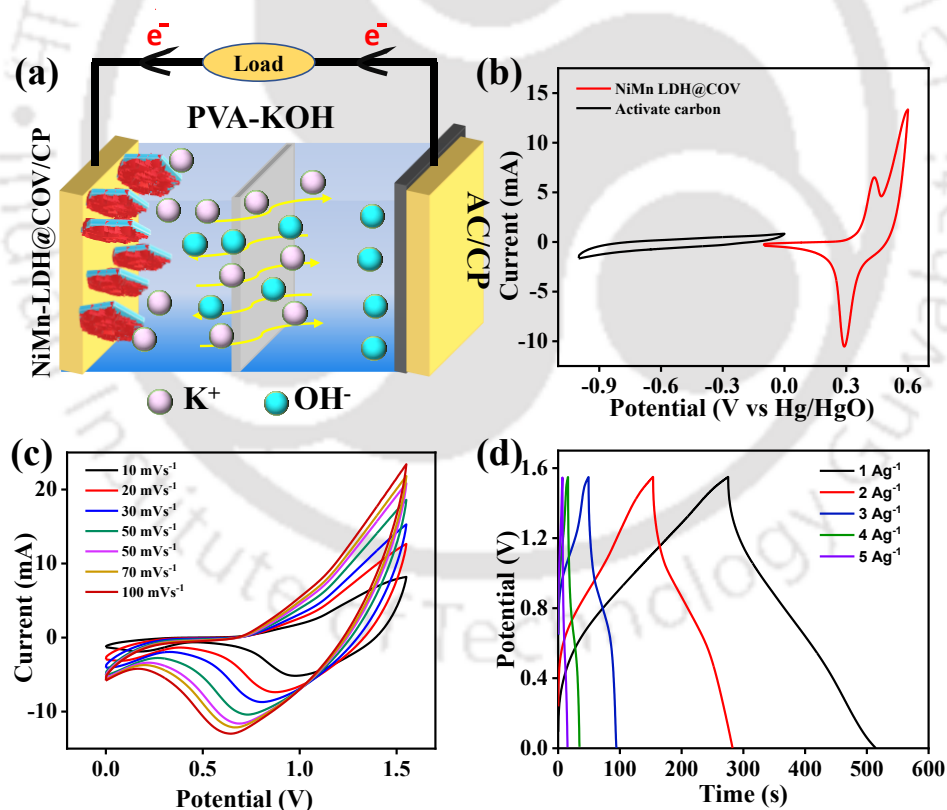 (a)
e-
e-
Load
PVA-KOH
NiMn-LDH@COV/CP
AC/CP
K+
OH-
(b)
NiMn LDH@COV
Activate carbon
15
10
5
0
-5
-10
Current (mA)
-0.9 -0.6 -0.3 0.0 0.3 0.6
Potential (V vs Hg/HgO)
(c)
10 mVs-1
20 mVs-1
30 mVs-1
50 mVs-1
50 mVs-1
70 mVs-1
100 mVs-1
20
10
0
-10
Current (mA)
0.0 0.5 1.0 1.5
Potential (V)
(d)
1 Ag-1
2 Ag-1
3 Ag-1
4 Ag-1
5 Ag-1
1.6
1.2
0.8
0.4
0.0
Potential (V)
0 100 200 300 400 500 600
Time (s)
Institute of Technology Guw